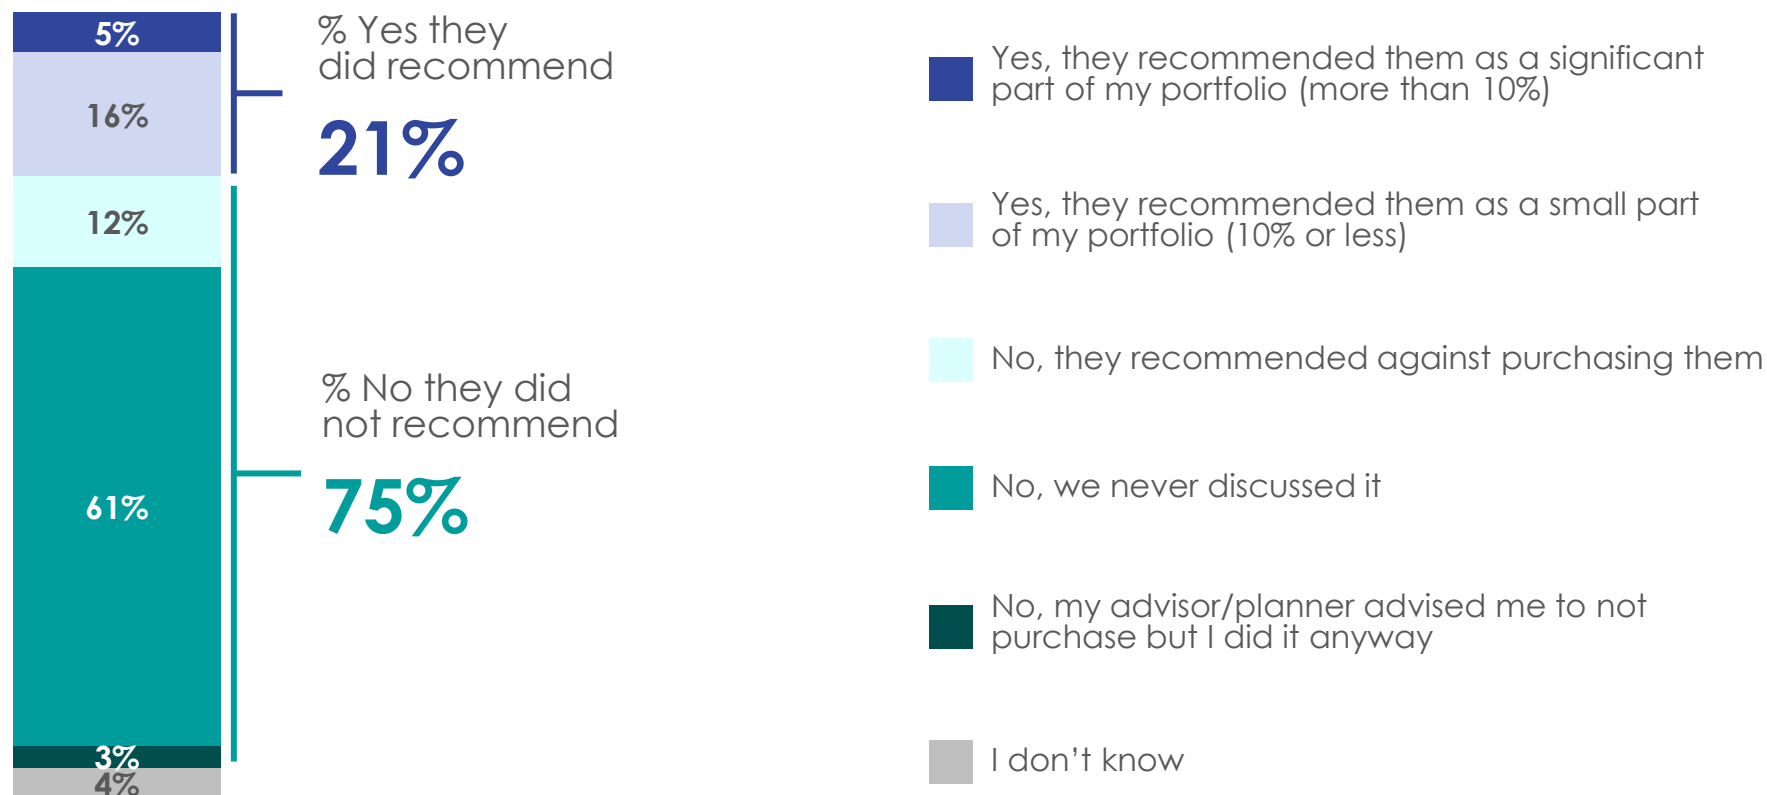 5%
16%
12%
61%
3%
4%
% Yes they
did recommend
21%
% No they did
not recommend
75%
Yes, they recommended them as a significant
part of my portfolio (more than 10%)
Yes, they recommended them as a small part
of my portfolio (10% or less)
No, they recommended against purchasing them
No, we never discussed it
No, my advisor/planner advised me to not
purchase but I did it anyway
I don’t know